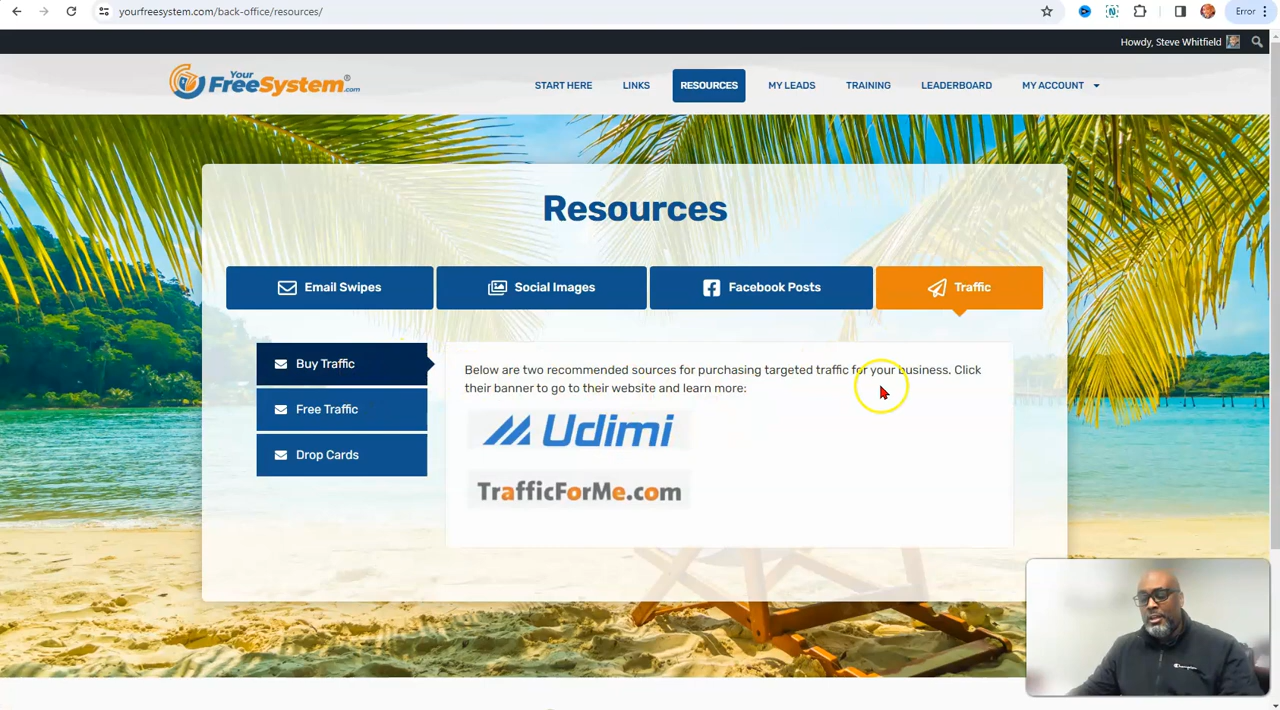 yourfreesystem.com/back-office/resources/
Error
Howdy, Steve Whitfield
Your
FreeSystem®
.com
START HERE
LINKS
RESOURCES
MY LEADS
TRAINING
LEADERBOARD
MY ACCOUNT
Resources
Email Swipes
Social Images
Facebook Posts
Traffic
Buy Traffic
Free Traffic
Drop Cards
Below are two recommended sources for purchasing targeted traffic for your business. Click
their banner to go to their website and learn more:
Udimi
TrafficForMe.com
Champion